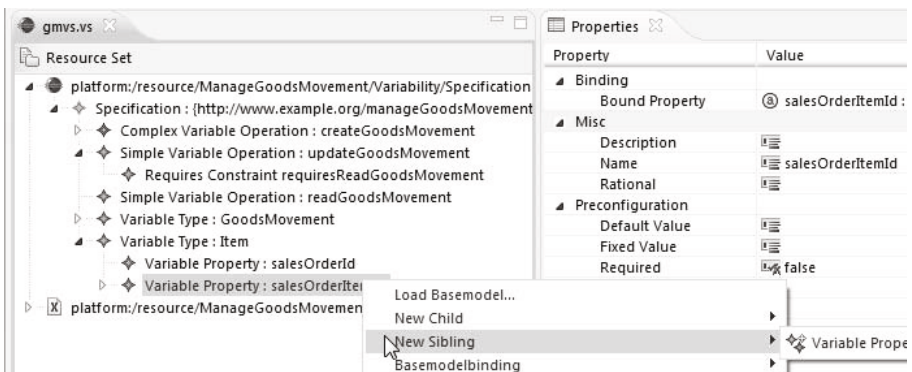 gmvs.vs
Resource Set
platform:/resource/ManageGoodsMovement/Variability/Specification
Specification : {http://www.example.org/manageGoodsMovement
Complex Variable Operation : createGoodsMovement
Simple Variable Operation : updateGoodsMovement
Requires Constraint requiresReadGoodsMovement
Simple Variable Operation : readGoodsMovement
Variable Type : GoodsMovement
Variable Type : Item
Variable Property : salesOrderId
Variable Property : salesOrderIte
platform:/resource/ManageGoodsMovemen
Load Basemodel...
New Child
New Sibling
Basemodelbinding
Variable Prope
Properties
Property Value
Binding
Bound Property salesOrderItemId :
Misc
Description
Name salesOrderItemId
Rational
Preconfiguration
Default Value
Fixed Value
Required false